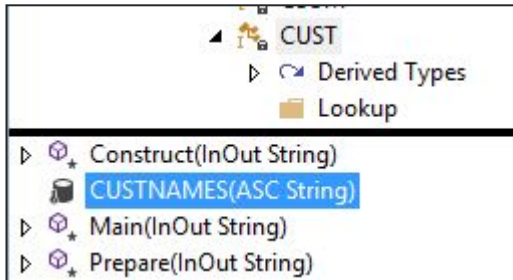 CUST
Derived Types
Lookup
Construct(InOut String)
CUSTNAMES(ASC String)
Main(InOut String)
Prepare(InOut String)